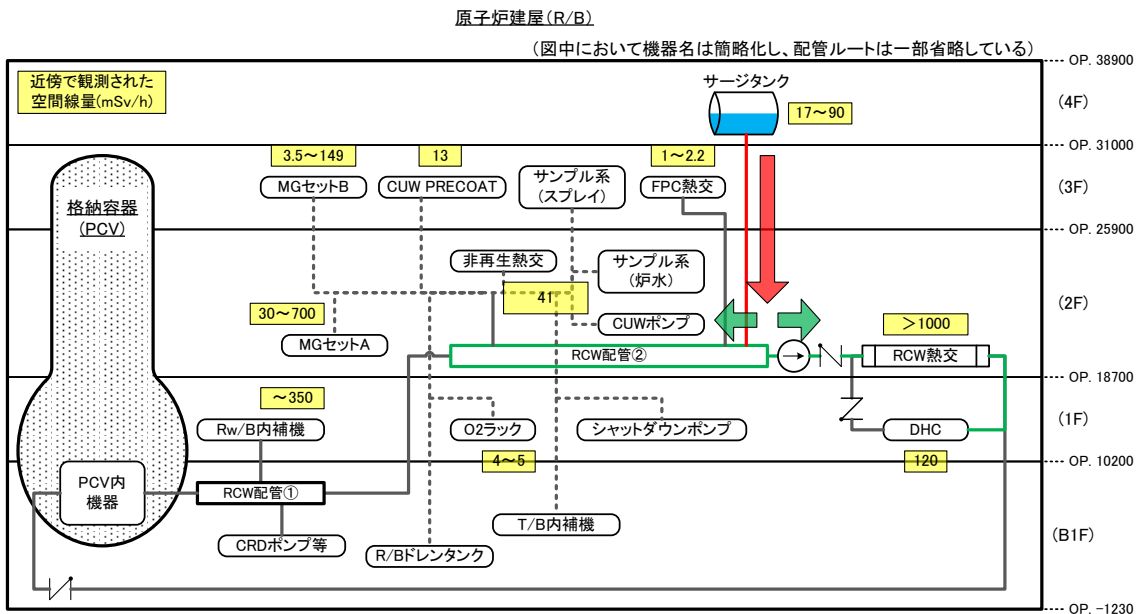 原子炉建屋(R/B)
(図中において機器名は簡略化し、配管ルートは一部省略している)
OP. 38900
近傍で観測された
空間線量(mSv/h)
サージタンク
17～90
(4F)
OP. 31000
3.5～149
13
1～2.2
MGセットB
CUW PRECOAT
サンプル系
(スプレイ)
FPC熱交
(3F)
格納容器
(PCV)
OP. 25900
非再生熱交
サンプル系
(炉水)
41
(2F)
30～700
CUWポンプ
＞1000
MGセットA
RCW配管②
RCW熱交
OP. 18700
～350
Rw/B内補機
O2ラック
シャットダウンポンプ
DHC
(1F)
4～5
120
OP. 10200
PCV内
機器
RCW配管①
T/B内補機
CRDポンプ等
R/Bドレンタンク
(B1F)
OP. -1230